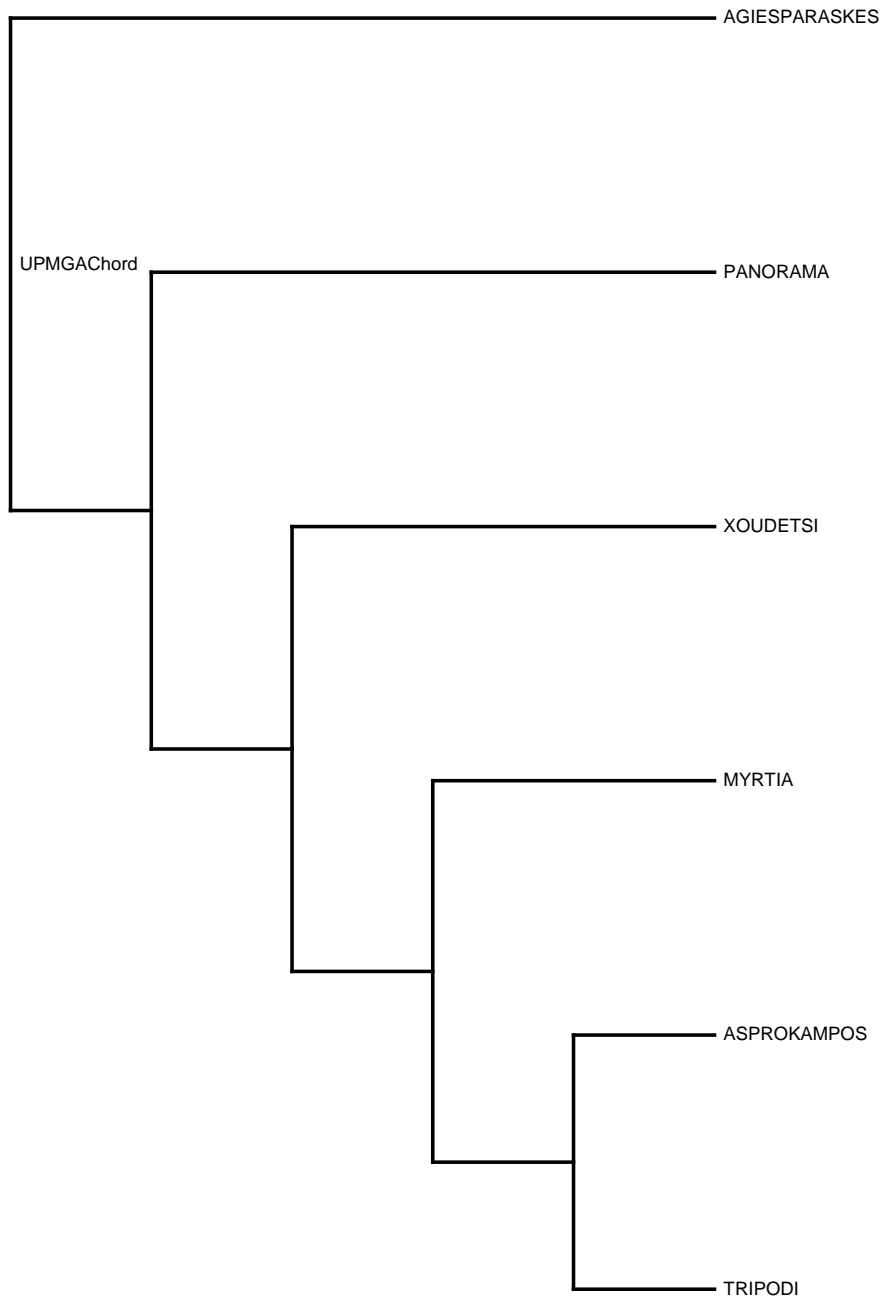 AGIESPARASKES
UPMGAChord
PANORAMA
XOUDETSI
MYRTIA
ASPROKAMPOS
TRIPODI